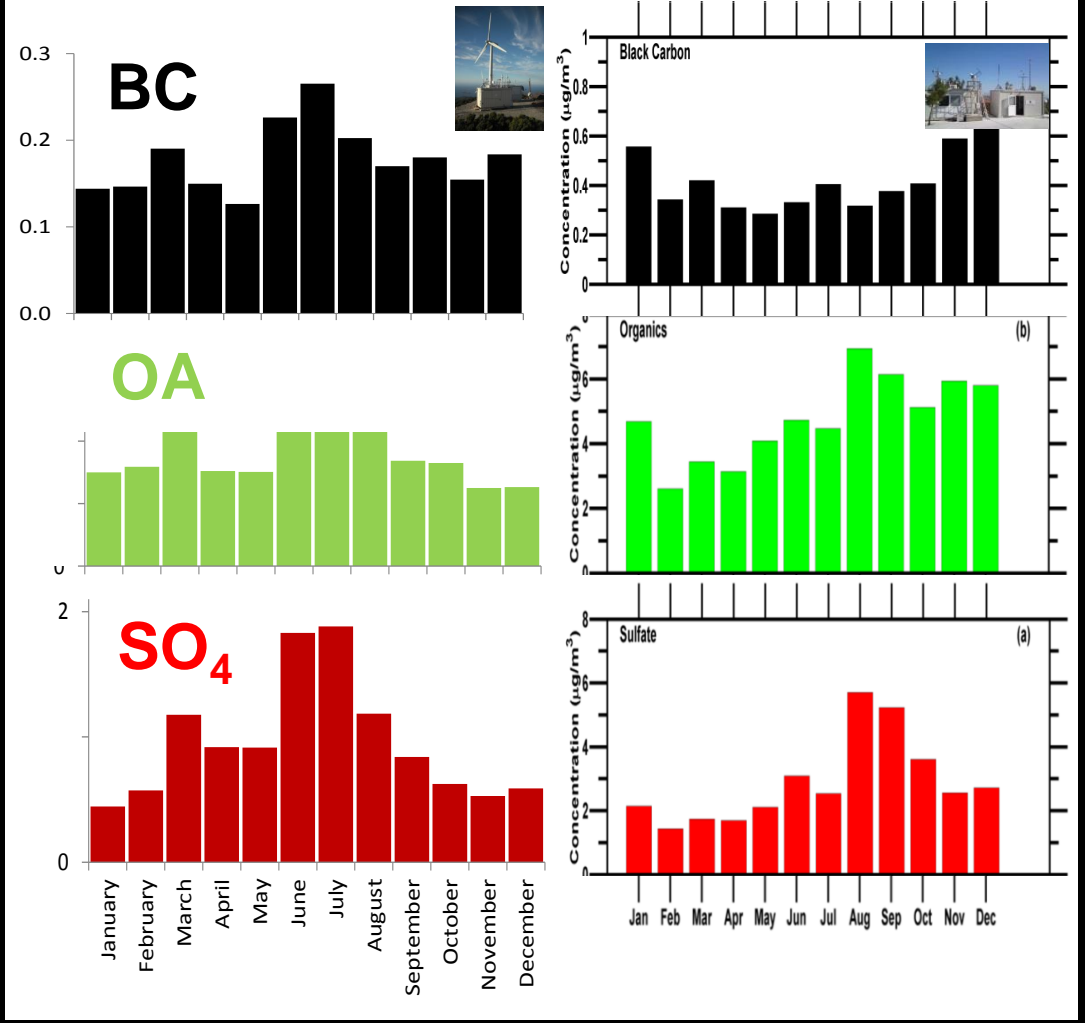 BC
0.3
0.2
0.1
0.0
OA
0
SO4
2
0
January
February
March
April
May
June
July
August
September
October
November
December
Black Carbon
Concentration (µg/m³)
1
0.8
0.6
0.4
0.2
0
Organics
(b)
Concentration (µg/m³)
6
4
2
0
Sulfate
(a)
Concentration (µg/m³)
8
6
4
2
0
Jan Feb Mar Apr May Jun Jul Aug Sep Oct Nov Dec